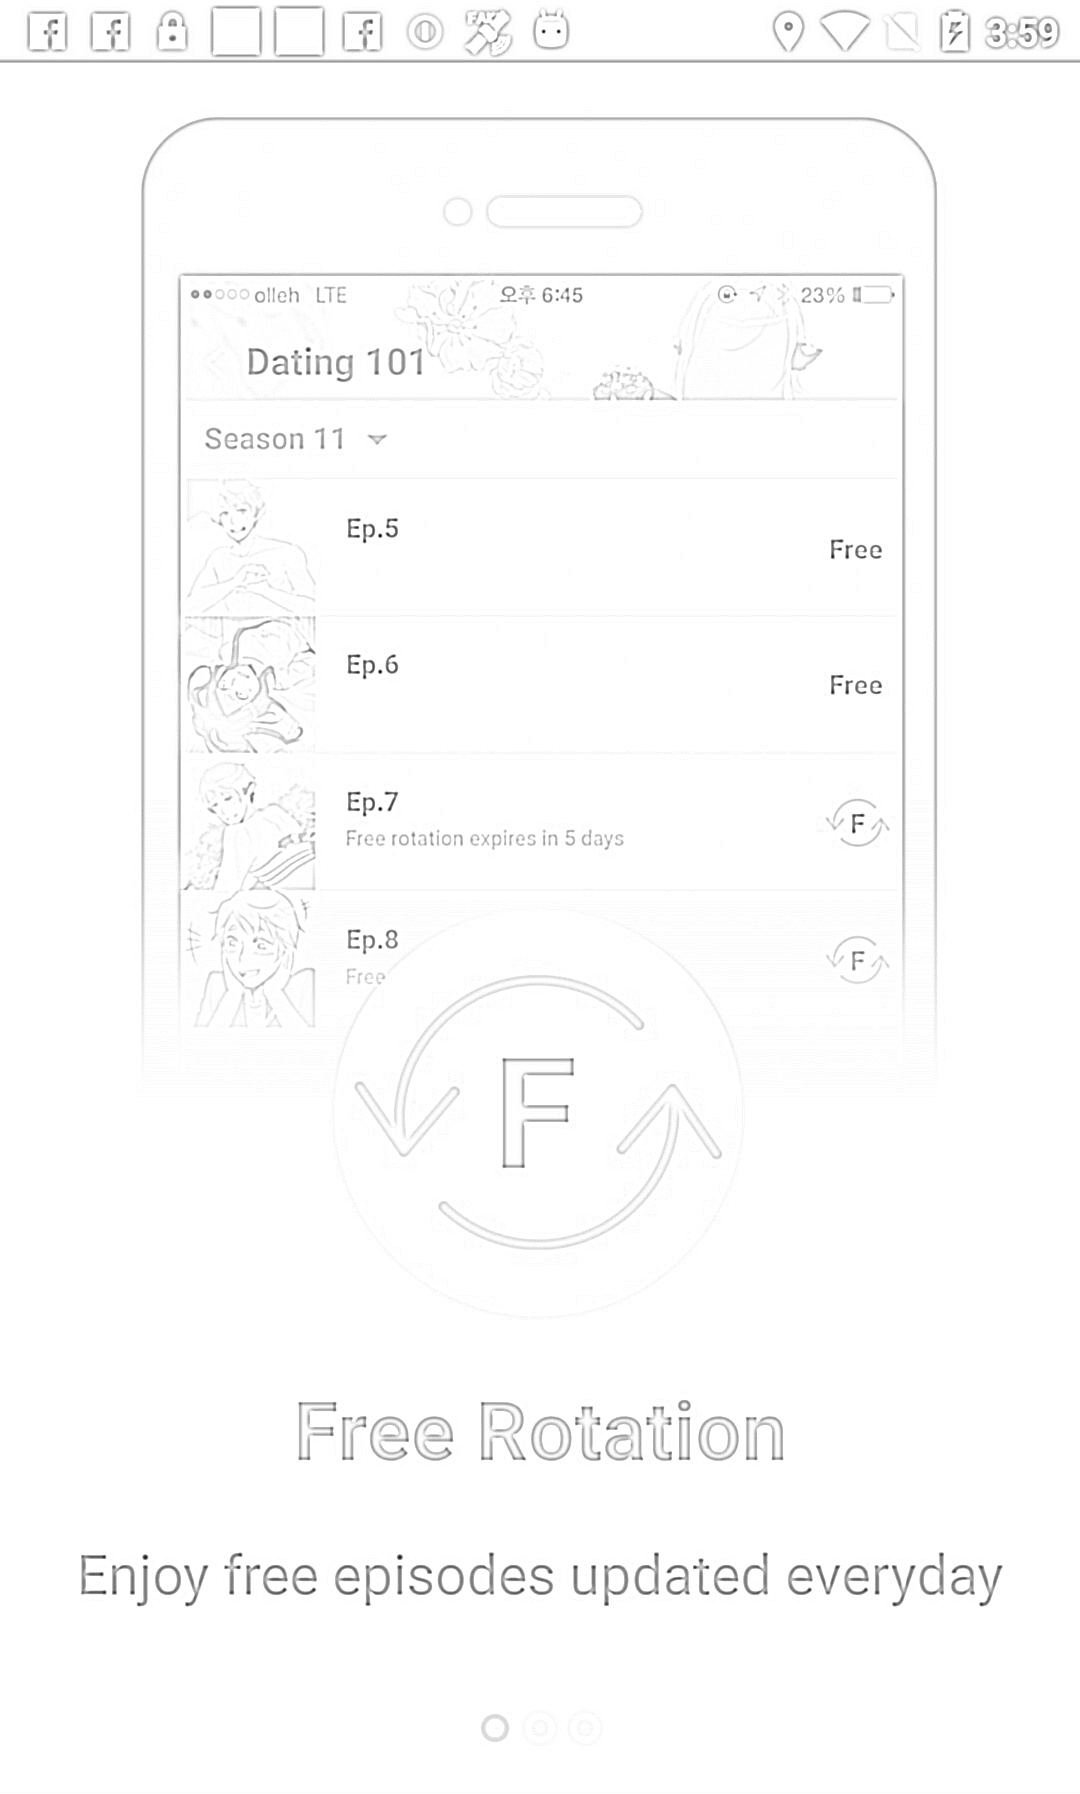 3:59
olleh LTE 오후 6:45 23%
Dating 101
Season 11
Ep.5
Free
Ep.6
Free
Ep.7
Free rotation expires in 5 days
F
Ep.8
Free
F
F
Free Rotation
Enjoy free episodes updated everyday